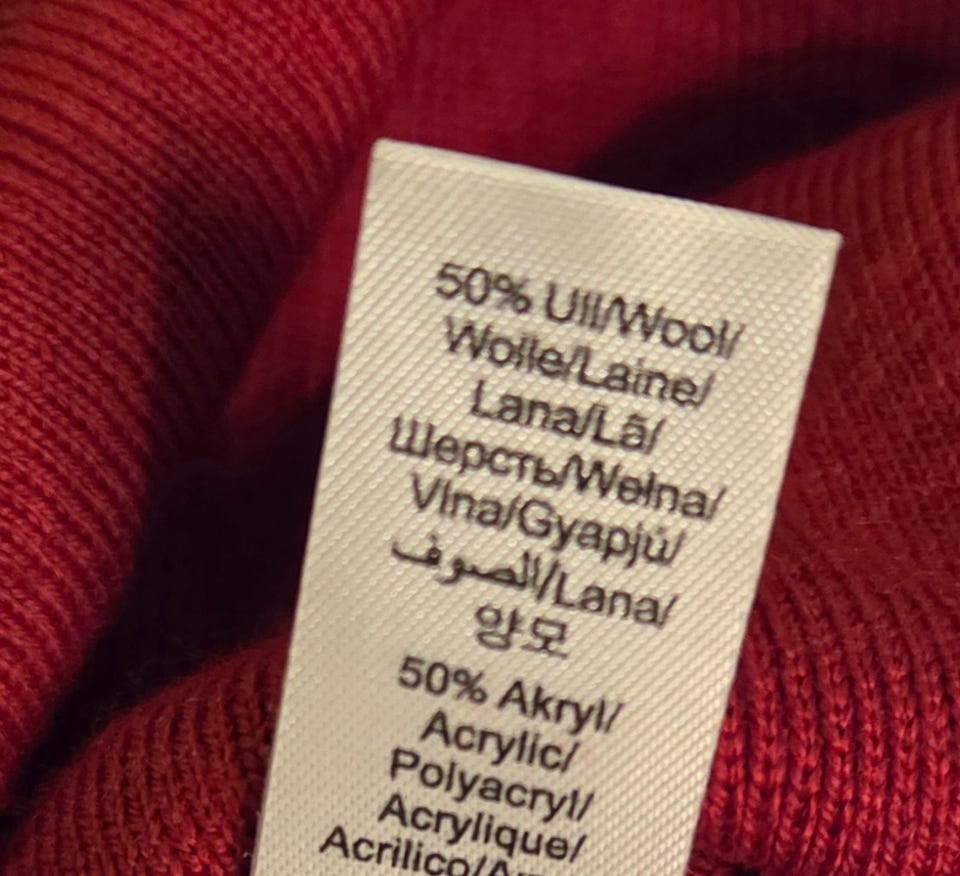 50% Ull/Wool/
Wolle/Laine/
Lana/Lã/
Шерсть/Wełna/
Vlna/Gyapjú/
الصوف/Lana/
양모
50% Akryl/
Acrylic/
Polyacryl/
Acrylique/
Acrilico/